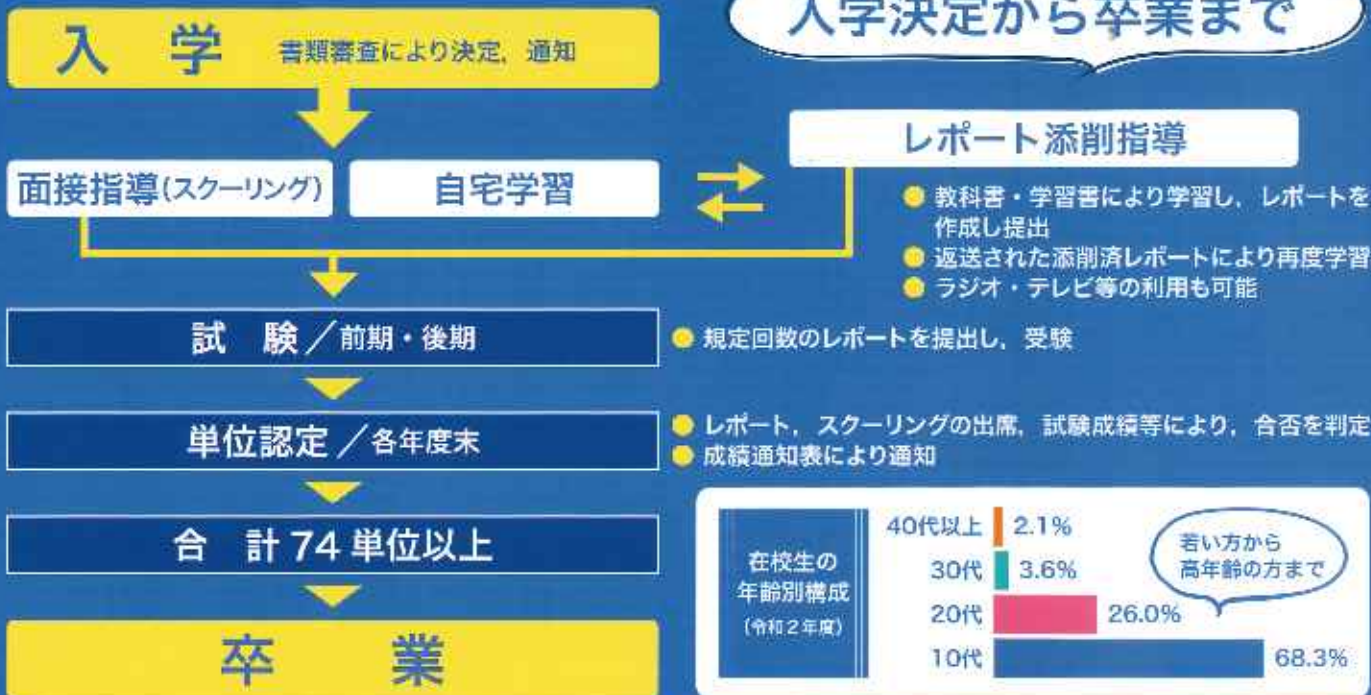 入学決定から卒業まで
入　学 書類審査により決定，通知
面接指導(スクーリング)
自宅学習
レポート添削指導
● 教科書・学習書により学習し，レポートを
作成し提出
● 返送された添削済レポートにより再度学習
● ラジオ・テレビ等の利用も可能
試　験／前期・後期
● 規定回数のレポートを提出し，受験
単位認定／各年度末
● レポート，スクーリングの出席，試験成績等により，合否を判定
● 成績通知表により通知
合　計 74 単位以上
卒　業
在校生の
年齢別構成
(令和2年度)
40代以上 2.1%
30代 3.6%
20代 26.0%
10代 68.3%
若い方から
高年齢の方まで